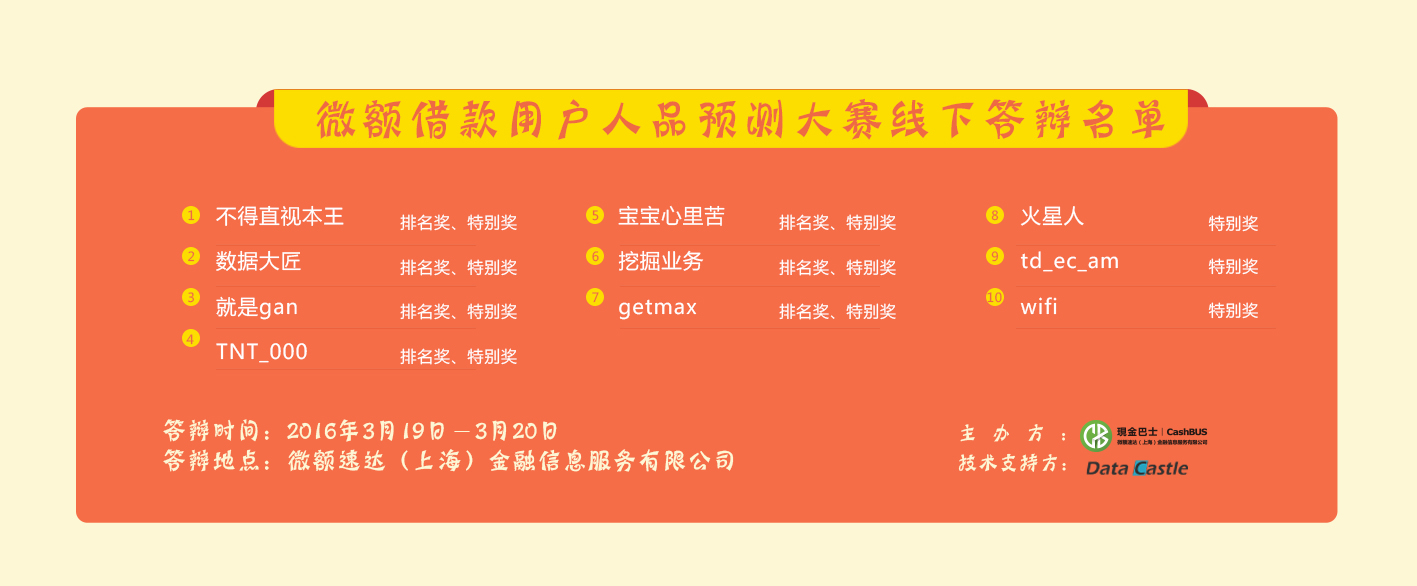 微额借款用户人品预测大赛线下答辩名单
1 不得直视本王 排名奖、特别奖
2 数据大匠 排名奖、特别奖
3 就是gan 排名奖、特别奖
4 TNT_000 排名奖、特别奖
5 宝宝心里苦 排名奖、特别奖
6 挖掘业务 排名奖、特别奖
7 getmax 排名奖、特别奖
8 火星人 特别奖
9 td_ec_am 特别奖
10 wifi 特别奖
答辩时间：2016年3月19日－3月20日
答辩地点：微额速达（上海）金融信息服务有限公司
主 办 方 ： 現金巴士｜CashBUS
微额速达（上海）金融信息服务有限公司
技术支持方： Data Castle